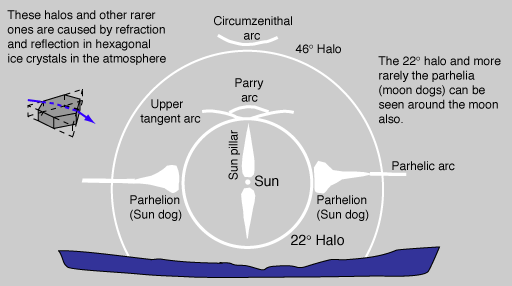 These halos and other rarer
ones are caused by refraction
and reflection in hexagonal
ice crystals in the atmosphere
Circumzenithal
arc
46° Halo
The 22° halo and more
rarely the parhelia
(moon dogs) can be
seen around the moon
also.
Parry
arc
Upper
tangent arc
Sun pillar
Sun
Parhelic arc
Parhelion
(Sun dog)
Parhelion
(Sun dog)
22° Halo